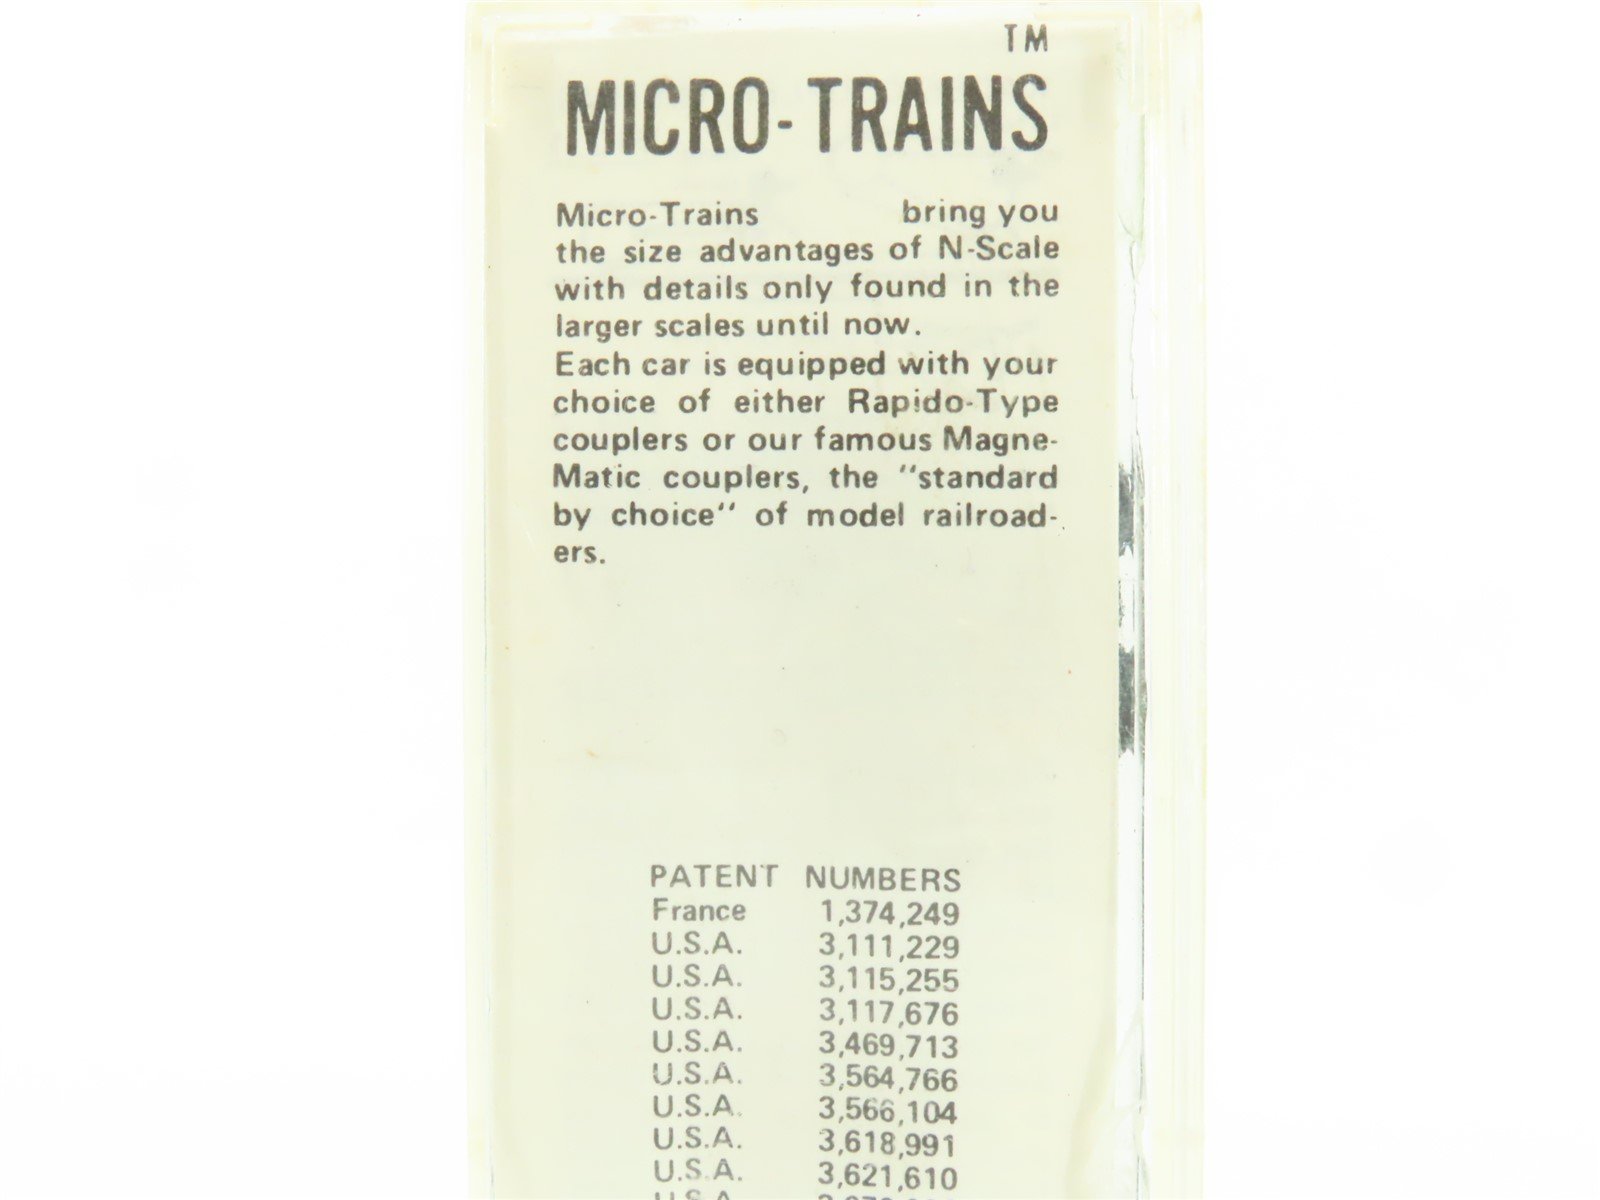 TM
MICRO-TRAINS
Micro-Trains bring you
the size advantages of N-Scale
with details only found in the
larger scales until now.
Each car is equipped with your
choice of either Rapido-Type
couplers or our famous Magne-
Matic couplers, the "standard
by choice" of model railroad-
ers.
PATENT NUMBERS
France 1,374,249
U.S.A. 3,111,229
U.S.A. 3,115,255
U.S.A. 3,117,676
U.S.A. 3,469,713
U.S.A. 3,564,766
U.S.A. 3,566,104
U.S.A. 3,618,991
U.S.A. 3,621,610
U.S.A.